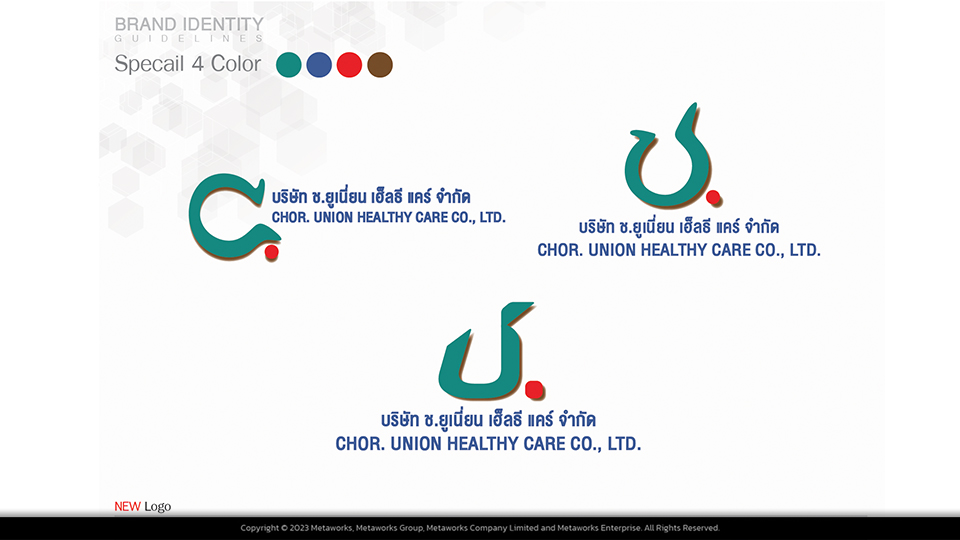 BRAND IDENTITY
GUIDELINES
Specail 4 Color
บริษัท ช.ยูเนี่ยน เฮ็ลธี แคร์ จำกัด
CHOR. UNION HEALTHY CARE CO., LTD.
ช.
บริษัท ช.ยูเนี่ยน เฮ็ลธี แคร์ จำกัด
CHOR. UNION HEALTHY CARE CO., LTD.
ช.
บริษัท ช.ยูเนี่ยน เฮ็ลธี แคร์ จำกัด
CHOR. UNION HEALTHY CARE CO., LTD.
NEW Logo
Copyright © 2023 Metaworks, Metaworks Group, Metaworks Company Limited and Metaworks Enterprise. All Rights Reserved.